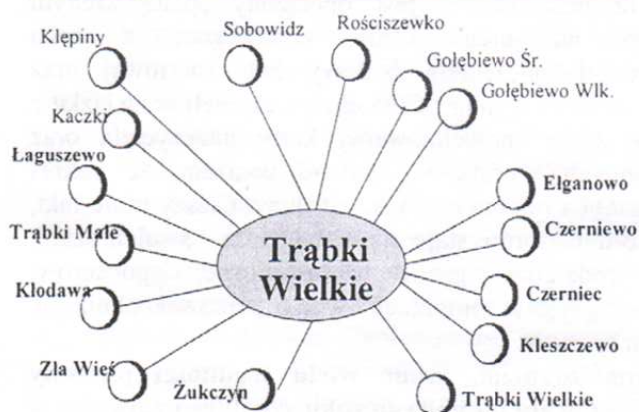 Klępiny
Sobowidz
Rościszewko
Gołębiewo Śr.
Gołębiewo Wlk.
Kaczki
Łaguszewo
Elganowo
Trąbki Małe
Trąbki
Wielkie
Czerniewo
Kłodawa
Czerniec
Kleszczewo
Zła Wieś
Żukczyn
Trąbki Wielkie